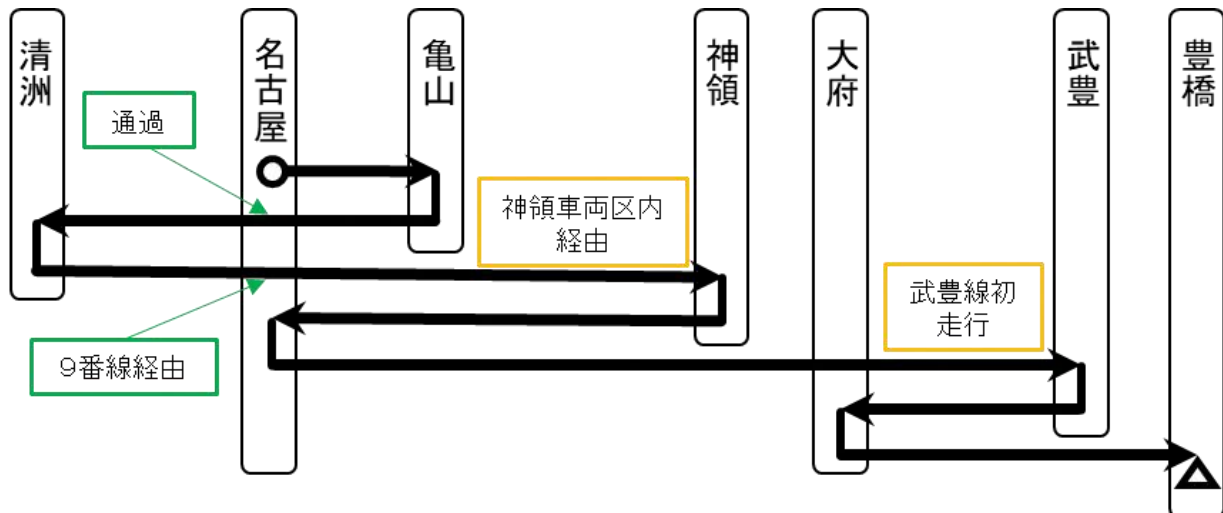 清洲
名古屋
亀山
神領
大府
武豊
豊橋
通過
神領車両区内
経由
武豊線初
走行
9番線経由